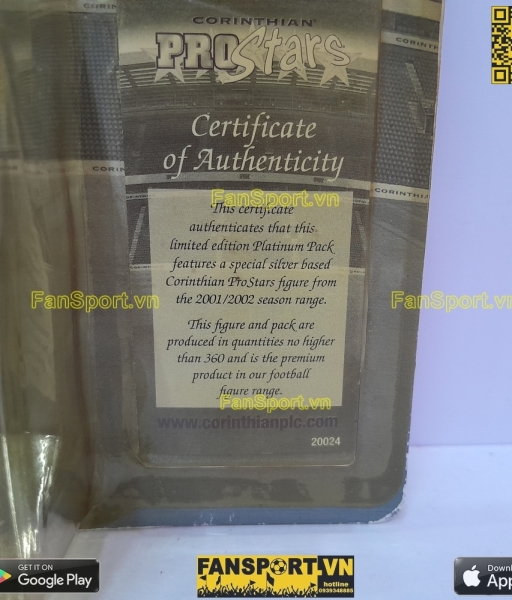 CORINTHIAN
PROStars
Certificate
of Authenticity
FanSport.vn
This certificate
authenticates that this
limited edition Platinum Pack
features a special silver based
Corinthian ProStars figure from
the 2001/2002 season range.
FanSport.vn
FanSport.vn
This figure and pack are
produced in quantities no higher
than 360 and is the premium
product in our football
figure range.
FanSport.vn
www.corinthianplc.com
20024
CORINTHIAN
GET IT ON
Google Play
FANSPORT.VN
hotline
0939348888
Downl
App